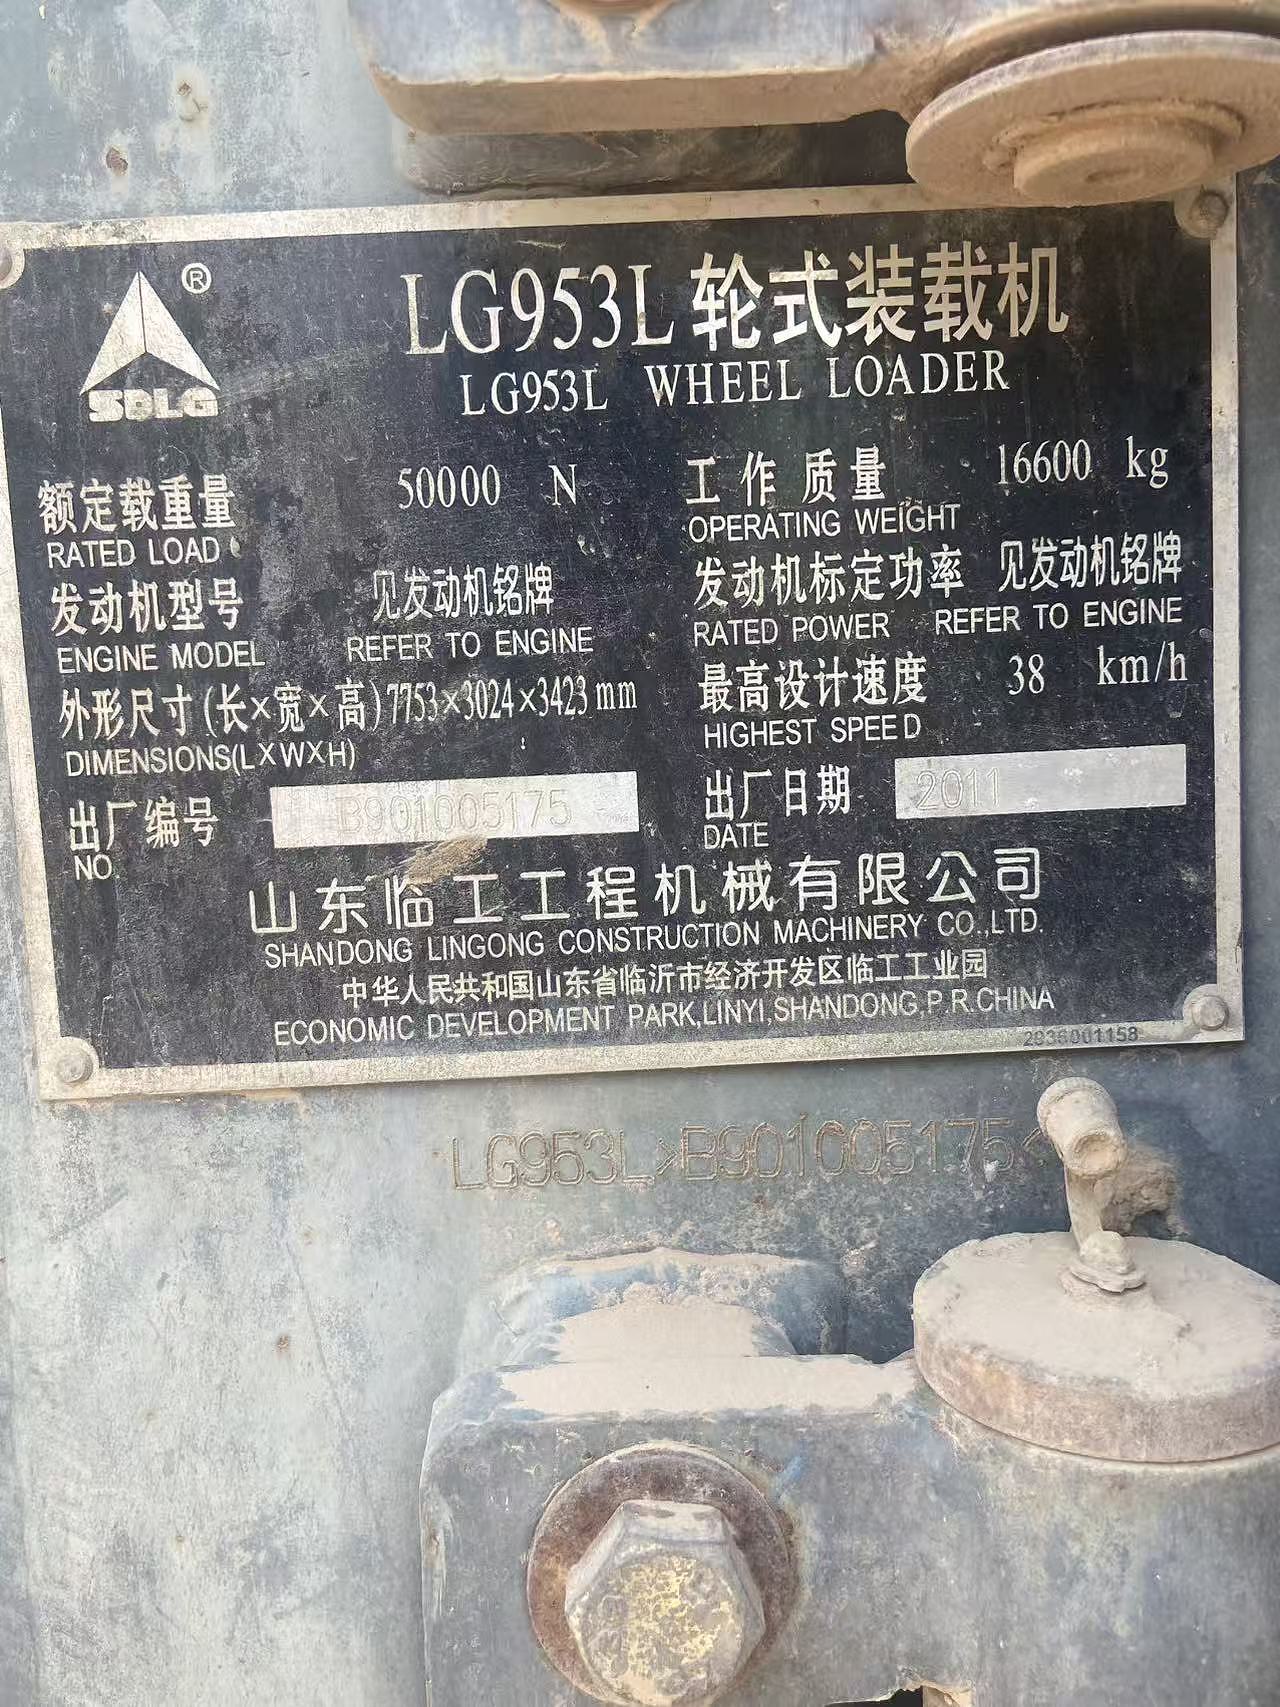 ®
SDLG
LG953L 轮式装载机
LG953L WHEEL LOADER
额定载重量 50000 N
RATED LOAD
工作质量 16600 kg
OPERATING WEIGHT
发动机型号 见发动机铭牌
ENGINE MODEL REFER TO ENGINE
发动机标定功率 见发动机铭牌
RATED POWER REFER TO ENGINE
外形尺寸(长×宽×高)7753×3024×3423 mm
DIMENSIONS(L×W×H)
最高设计速度 38 km/h
HIGHEST SPEED
出厂编号 B901005175
NO.
出厂日期 2011
DATE
山东临工工程机械有限公司
SHANDONG LINGONG CONSTRUCTION MACHINERY CO.,LTD.
中华人民共和国山东省临沂市经济开发区临工工业园
ECONOMIC DEVELOPMENT PARK,LINYI,SHANDONG,P.R.CHINA
2936001158
LG953L>B901005175<